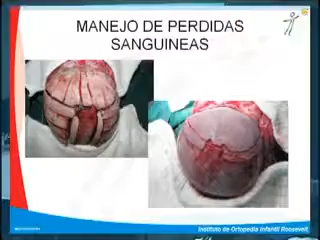 MANEJO DE PERDIDAS
SANGUINEAS
Instituto de Ortopedia Infantil Roosevelt